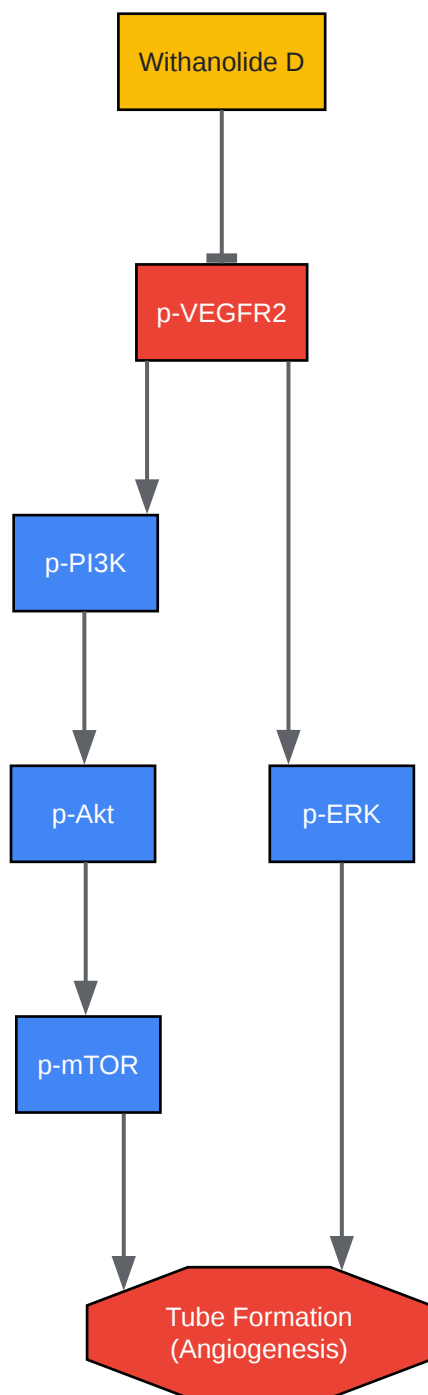 Withanolide D
p-VEGFR2
p-PI3K
p-Akt
p-ERK
p-mTOR
Tube Formation
(Angiogenesis)